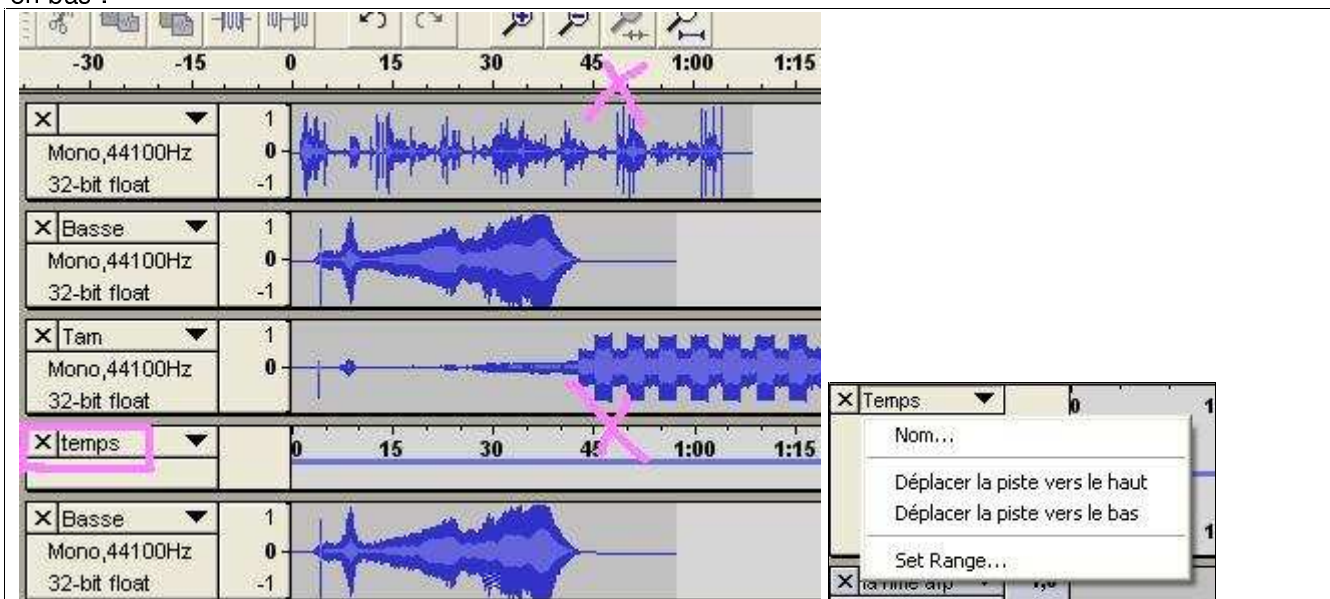 en bas :
-30 -15 0 15 30 45 1:00 1:15
X
1
Mono,44100Hz
0
32-bit float
-1
X Basse
1
Mono,44100Hz
0
32-bit float
-1
X Tam
1
Mono,44100Hz
0
32-bit float
X temps
0 15 30 45 1:00 1:15
X Basse
1
Mono,44100Hz
0
32-bit float
-1
X Temps
0 1
Nom...
Déplacer la piste vers le haut
Déplacer la piste vers le bas
1
Set Range...
X